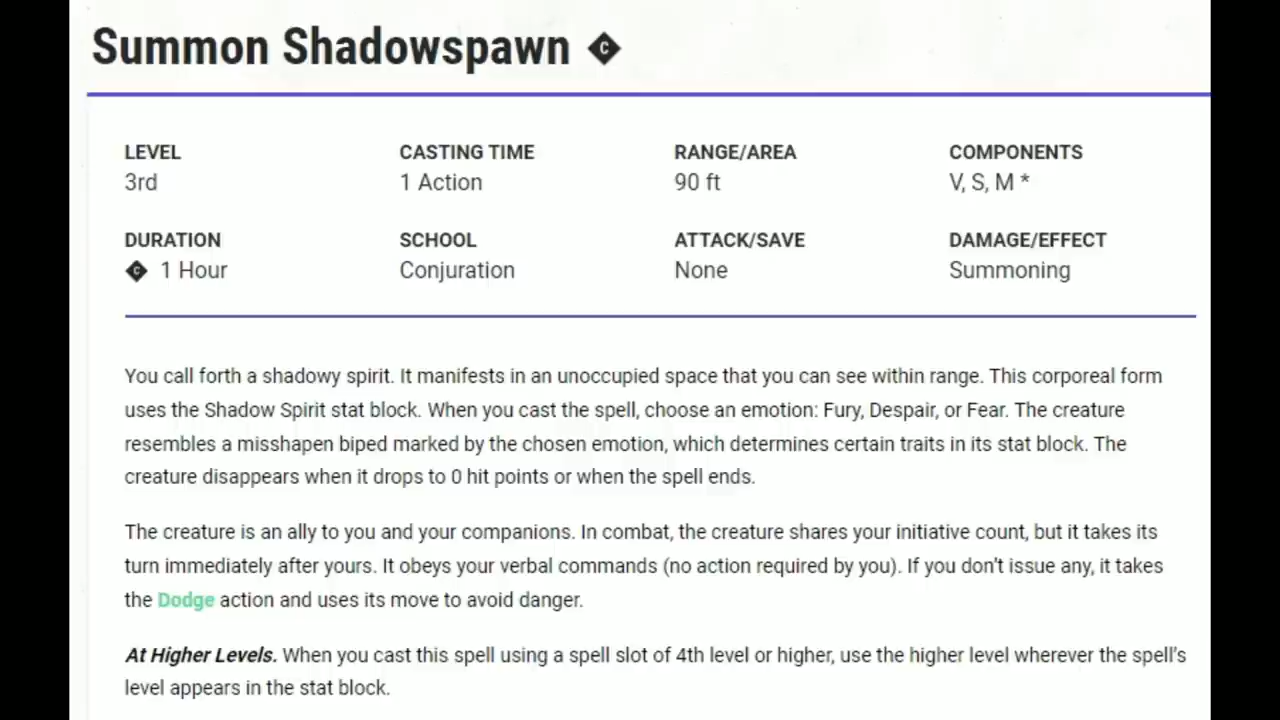 Summon Shadowspawn C
LEVEL CASTING TIME RANGE/AREA COMPONENTS
3rd 1 Action 90 ft V, S, M *
DURATION SCHOOL ATTACK/SAVE DAMAGE/EFFECT
C 1 Hour Conjuration None Summoning
You call forth a shadowy spirit. It manifests in an unoccupied space that you can see within range. This corporeal form
uses the Shadow Spirit stat block. When you cast the spell, choose an emotion: Fury, Despair, or Fear. The creature
resembles a misshapen biped marked by the chosen emotion, which determines certain traits in its stat block. The
creature disappears when it drops to 0 hit points or when the spell ends.
The creature is an ally to you and your companions. In combat, the creature shares your initiative count, but it takes its
turn immediately after yours. It obeys your verbal commands (no action required by you). If you don't issue any, it takes
the Dodge action and uses its move to avoid danger.
At Higher Levels. When you cast this spell using a spell slot of 4th level or higher, use the higher level wherever the spell's
level appears in the stat block.